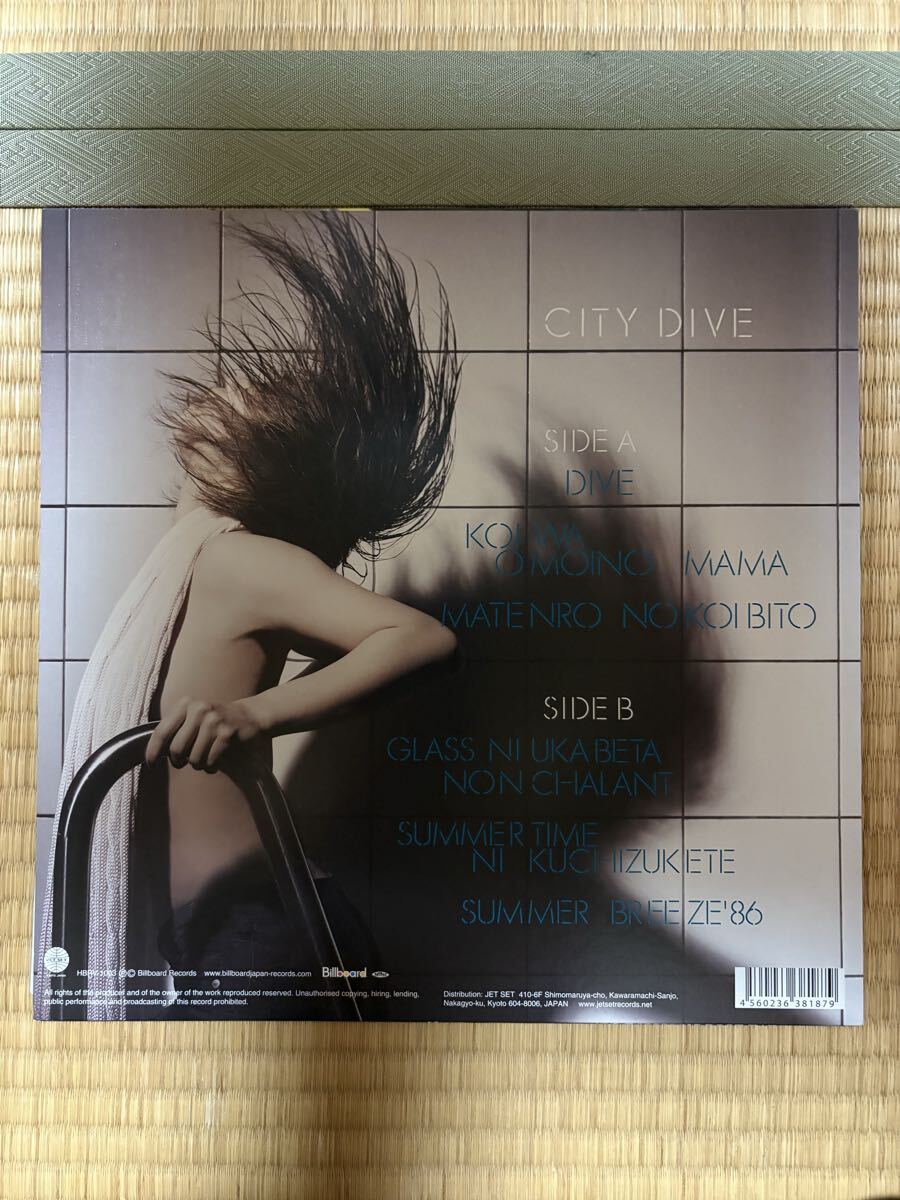 CITY DIVE
SIDE A
DIVE
KOI WA
OMOINO MAMA
MATENRO NO KOIBITO
SIDE B
GLASS NI UKABETA
NON CHALANT
SUMMER TIME
NI KUCHIZUKETE
SUMMER BREEZE'86
Ⓟ© Billboard Records www.billboardjapan-records.com Billboard
All rights of the producer and of the owner of the work reproduced reserved. Unauthorised copying, hiring, lending,
public performance and broadcasting of this record prohibited.
Distribution: JET SET 410-6F Shimomaruya-cho, Kawaramachi-Sanjo,
Nakagyo-ku, Kyoto 604-8006, JAPAN www.jetsetrecords.net
4 560236 381879